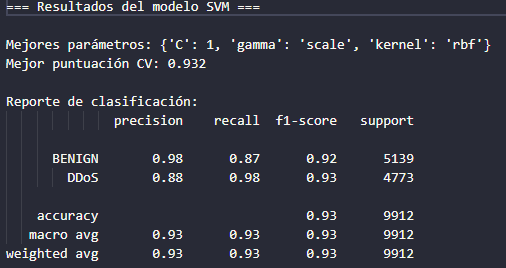 === Resultados del modelo SVM ===
Mejores parámetros: {'C': 1, 'gamma': 'scale', 'kernel': 'rbf'}
Mejor puntuación CV: 0.932
Reporte de clasificación:
precision recall f1-score support
BENIGN 0.98 0.87 0.92 5139
DDoS 0.88 0.98 0.93 4773
accuracy 0.93 9912
macro avg 0.93 0.93 0.93 9912
weighted avg 0.93 0.93 0.93 9912